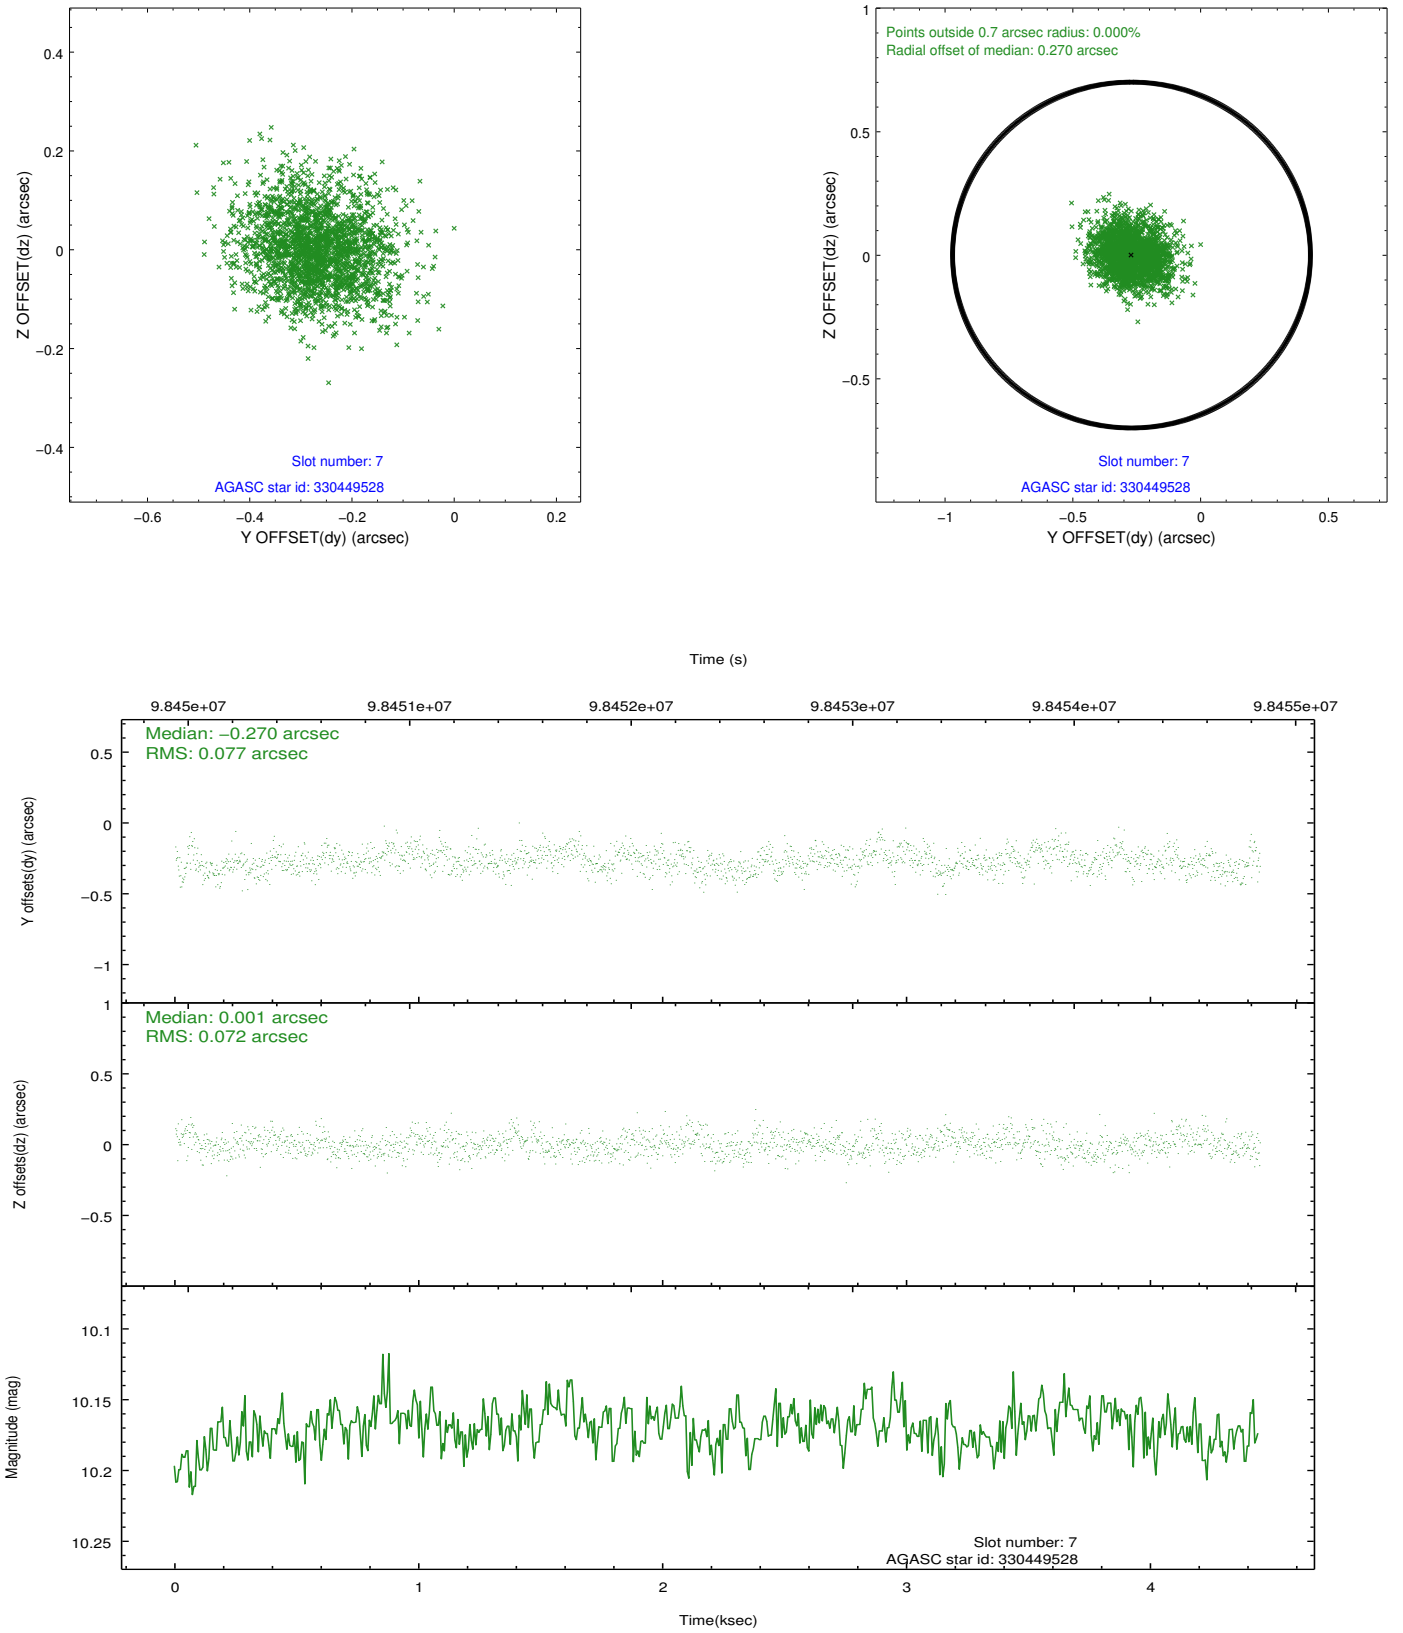 0.4
0.2
0
−0.2
−0.4
Z OFFSET(dz) (arcsec)
Slot number: 7
AGASC star id: 330449528
−0.6
−0.4
−0.2
0
0.2
Y OFFSET(dy) (arcsec)
1
0.5
0
−0.5
Z OFFSET(dz) (arcsec)
Points outside 0.7 arcsec radius: 0.000%
Radial offset of median: 0.270 arcsec
Slot number: 7
AGASC star id: 330449528
−1
−0.5
0
0.5
Y OFFSET(dy) (arcsec)
Time (s)
9.845e+07
9.8451e+07
9.8452e+07
9.8453e+07
9.8454e+07
9.8455e+07
Median: −0.270 arcsec
RMS: 0.077 arcsec
0.5
0
−0.5
−1
Y offsets(dy) (arcsec)
Median: 0.001 arcsec
RMS: 0.072 arcsec
1
0.5
0
−0.5
Z offsets(dz) (arcsec)
10.1
10.15
10.2
10.25
Magnitude (mag)
Slot number: 7
AGASC star id: 330449528
0
1
2
3
4
Time(ksec)